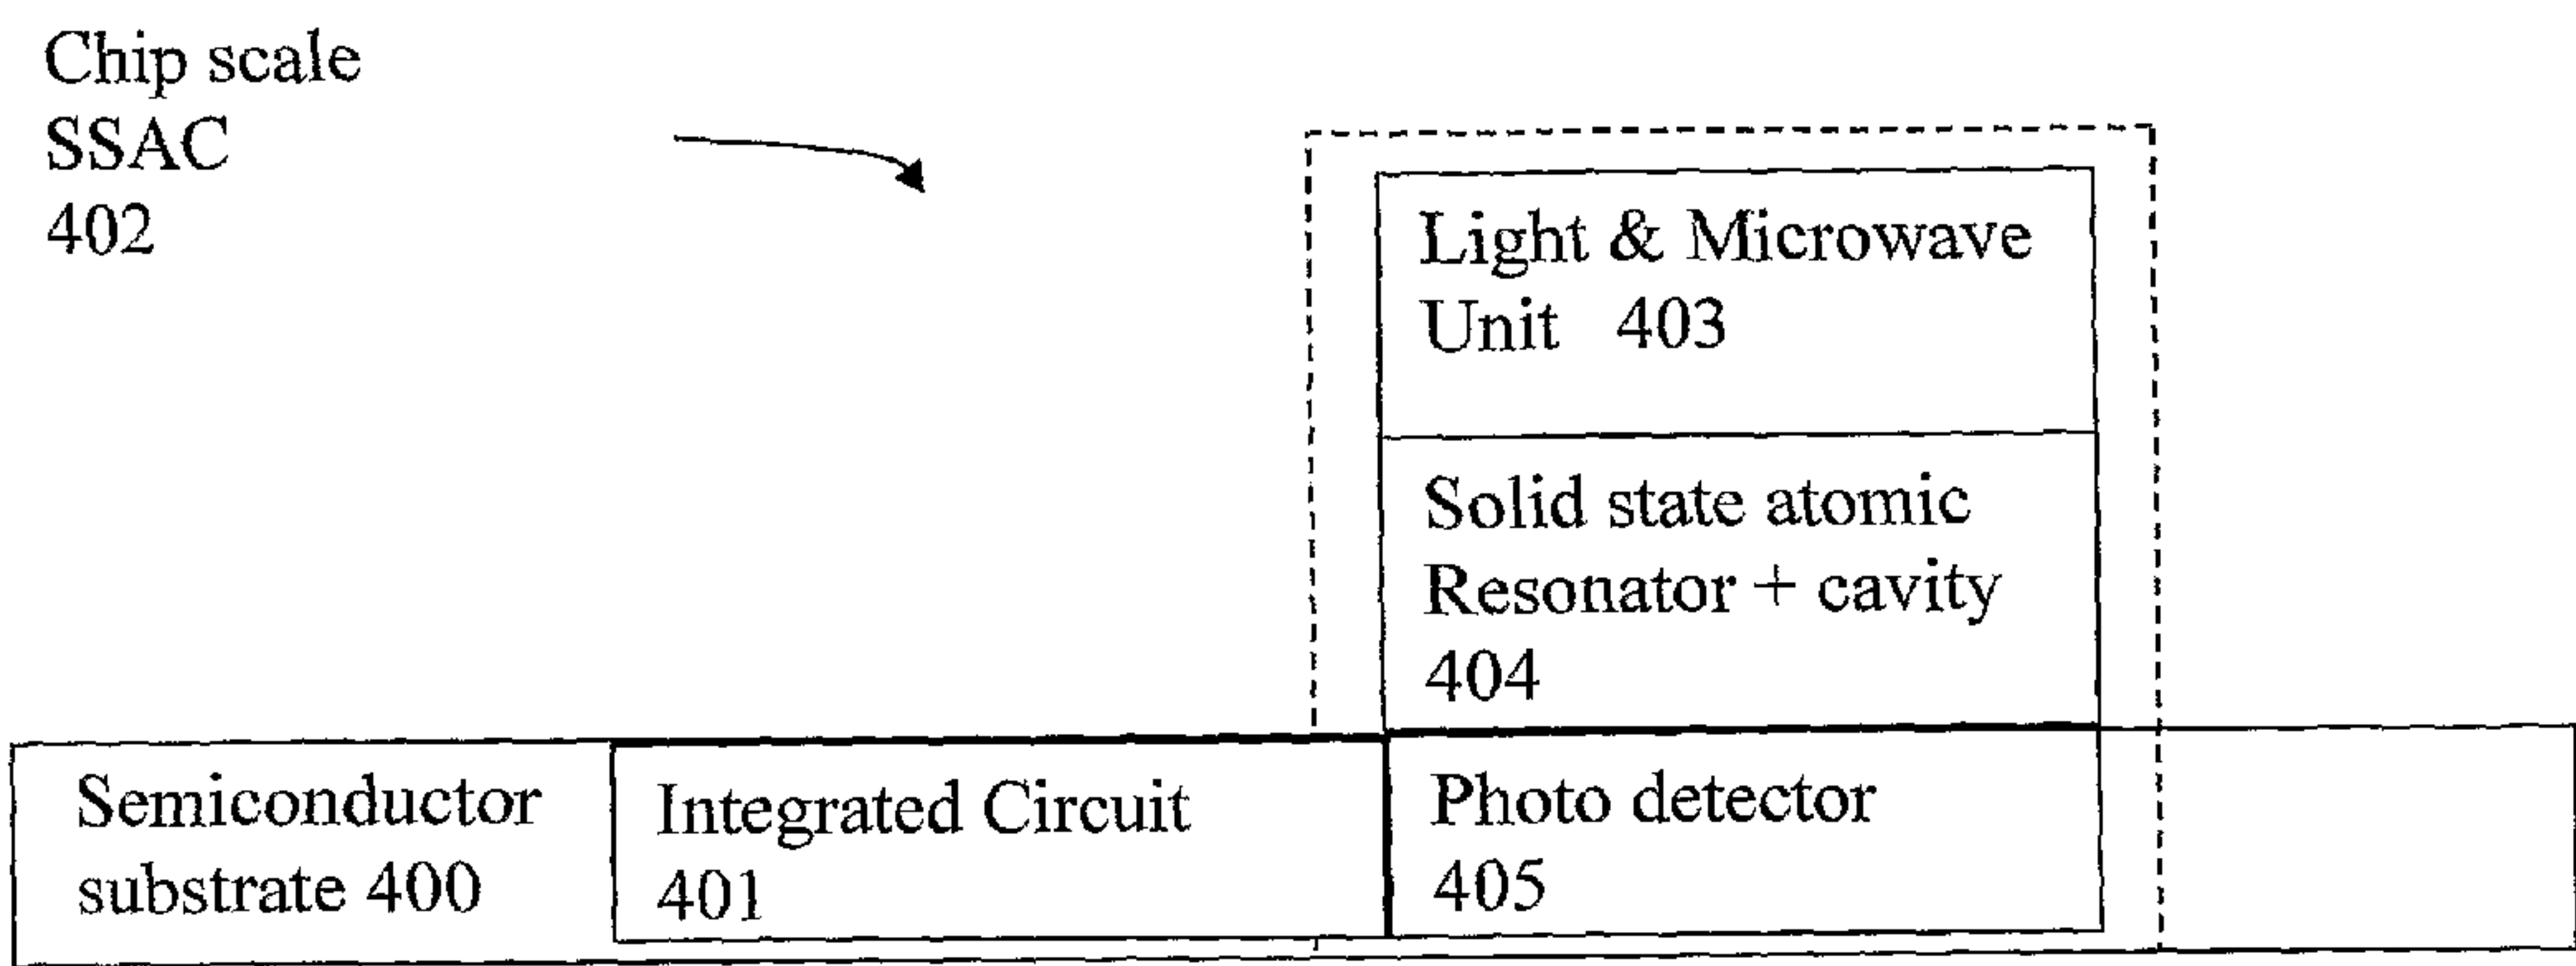 Chip scale
SSAC
402
Light & Microwave
Unit 403
Solid state atomic
Resonator + cavity
404
Semiconductor
substrate 400
Integrated Circuit
401
Photo detector
405